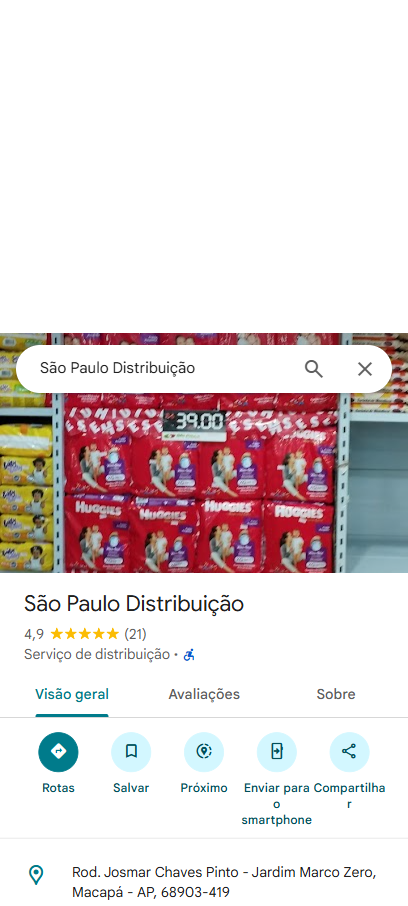 São Paulo Distribuição
39,00
HUGGIES
HUGGIES
HUGGIES
HUGGIES
São Paulo Distribuição
4,9 (21)
Serviço de distribuição •
Visão geral
Avaliações
Sobre
Rotas
Salvar
Próximo
Enviar para
o
smartphone
Compartilha
r
Rod. Josmar Chaves Pinto - Jardim Marco Zero,
Macapá - AP, 68903-419